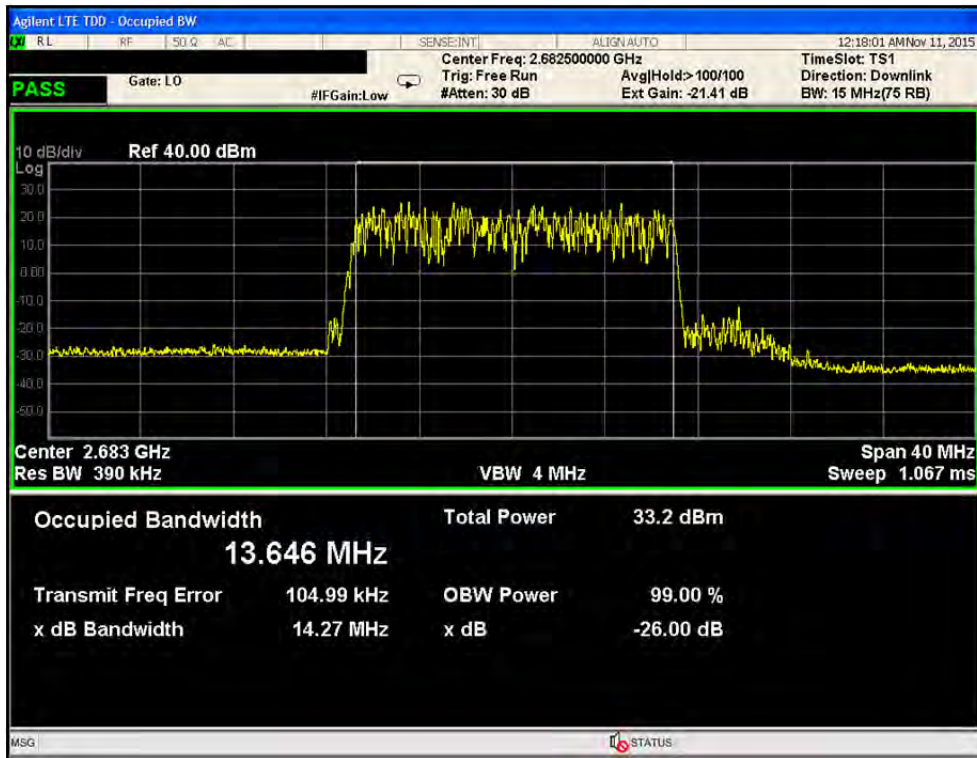 Agilent LTE TDD - Occupied BW
RL RF 50 Ω AC SENSE:INT ALIGN AUTO 12:18:01 AM Nov 11, 2015
Center Freq: 2.682500000 GHz TimeSlot: TS1
PASS Gate: LO Trig: Free Run Avg|Hold:>100/100 Direction: Downlink
#IFGain:Low #Atten: 30 dB Ext Gain: -21.41 dB BW: 15 MHz(75 RB)
10 dB/div Ref 40.00 dBm
Log
30.0
20.0
10.0
0.00
-10.0
-20.0
-30.0
-40.0
-50.0
Center 2.683 GHz Span 40 MHz
Res BW 390 kHz VBW 4 MHz Sweep 1.067 ms
Occupied Bandwidth Total Power 33.2 dBm
13.646 MHz
Transmit Freq Error 104.99 kHz OBW Power 99.00 %
x dB Bandwidth 14.27 MHz x dB -26.00 dB
MSG STATUS